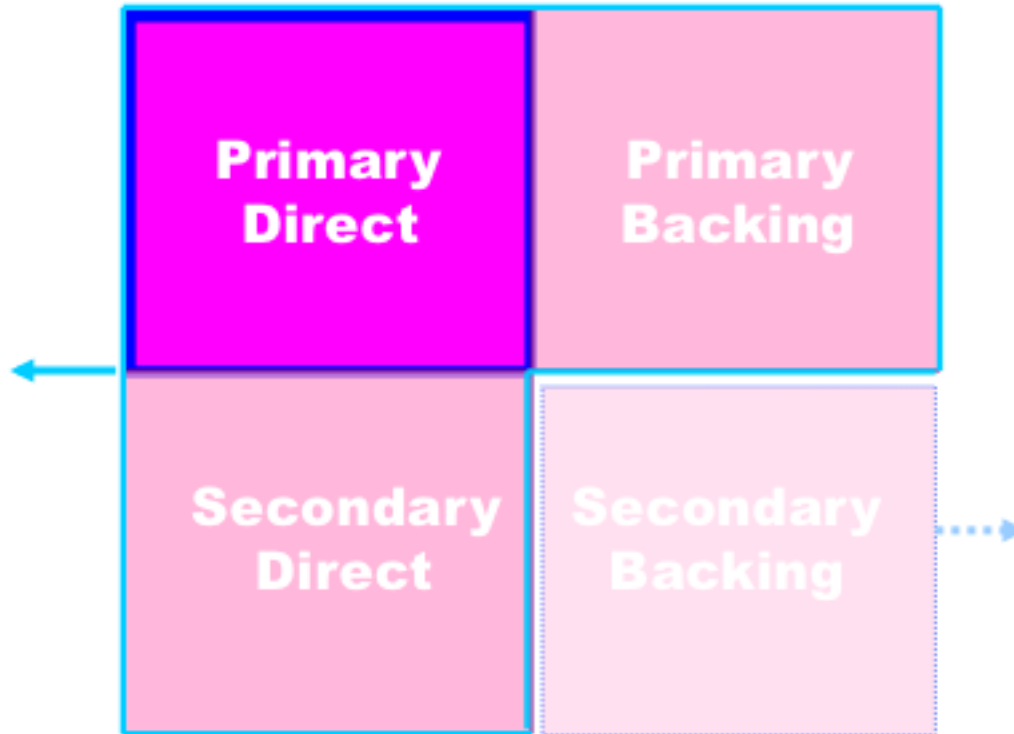 Primary
Direct
Primary
Backing
Secondary
Direct
Secondary
Backing